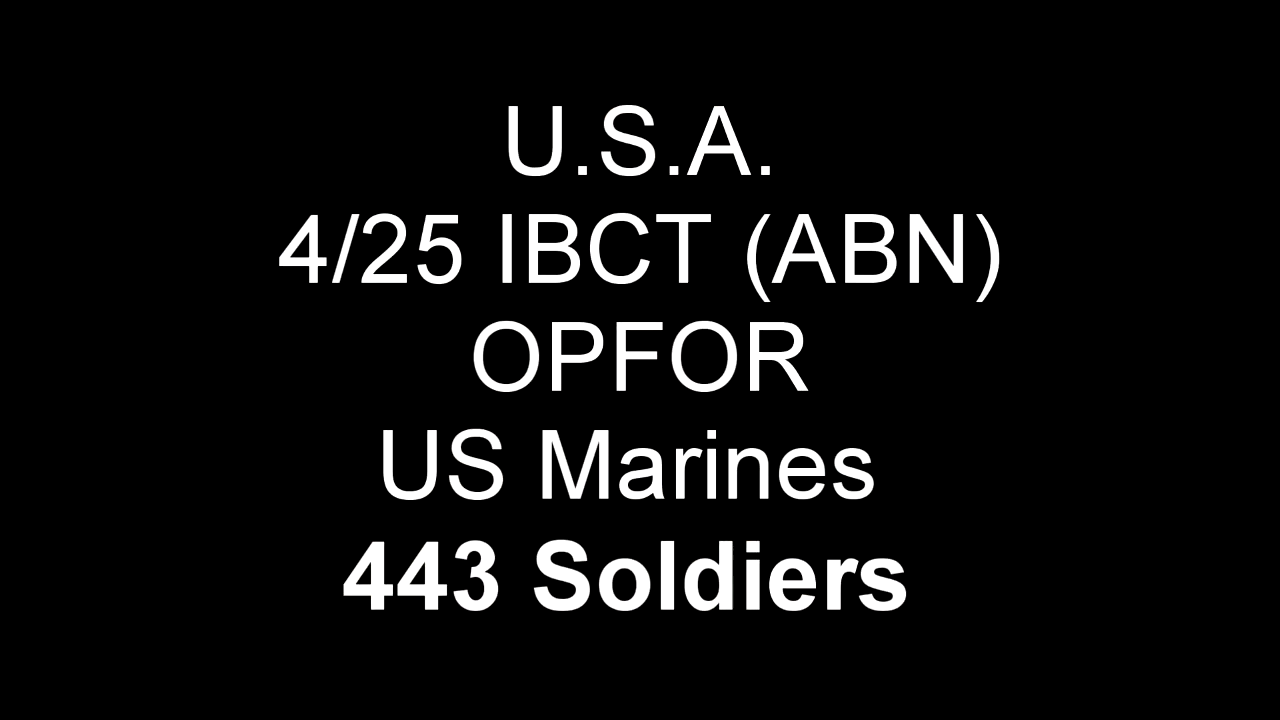 U.S.A.
4/25 IBCT (ABN)
OPFOR
US Marines
443 Soldiers